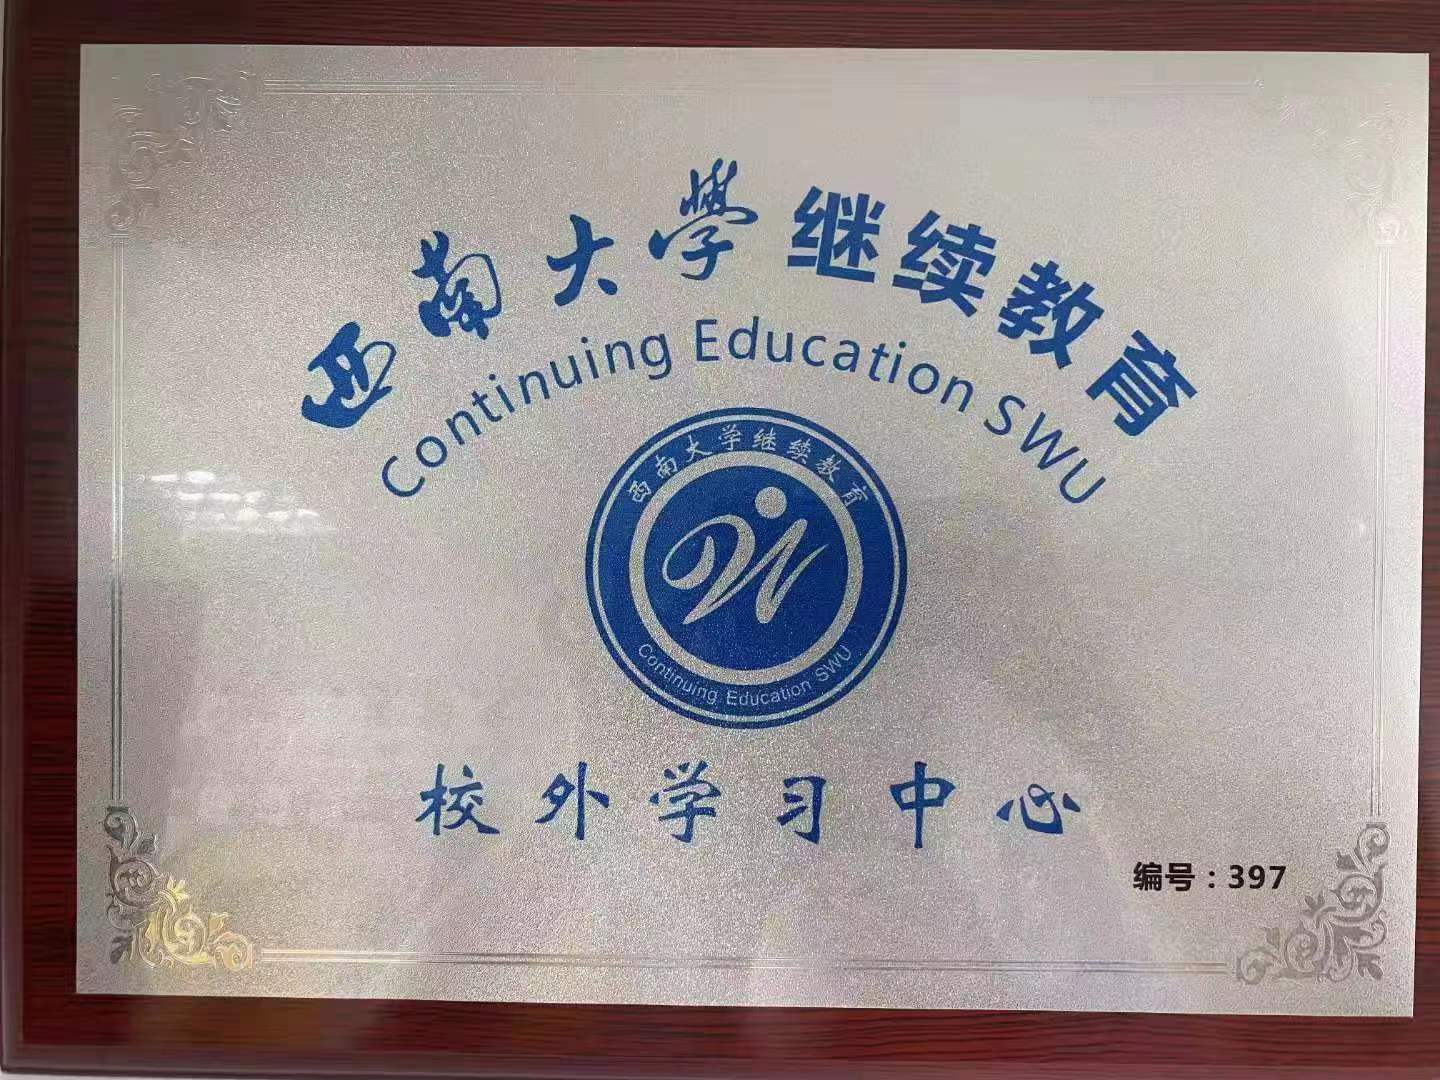 西南大学继续教育
Continuing Education SWU
西南大学继续教育
Continuing Education SWU
校外学习中心
编号：397